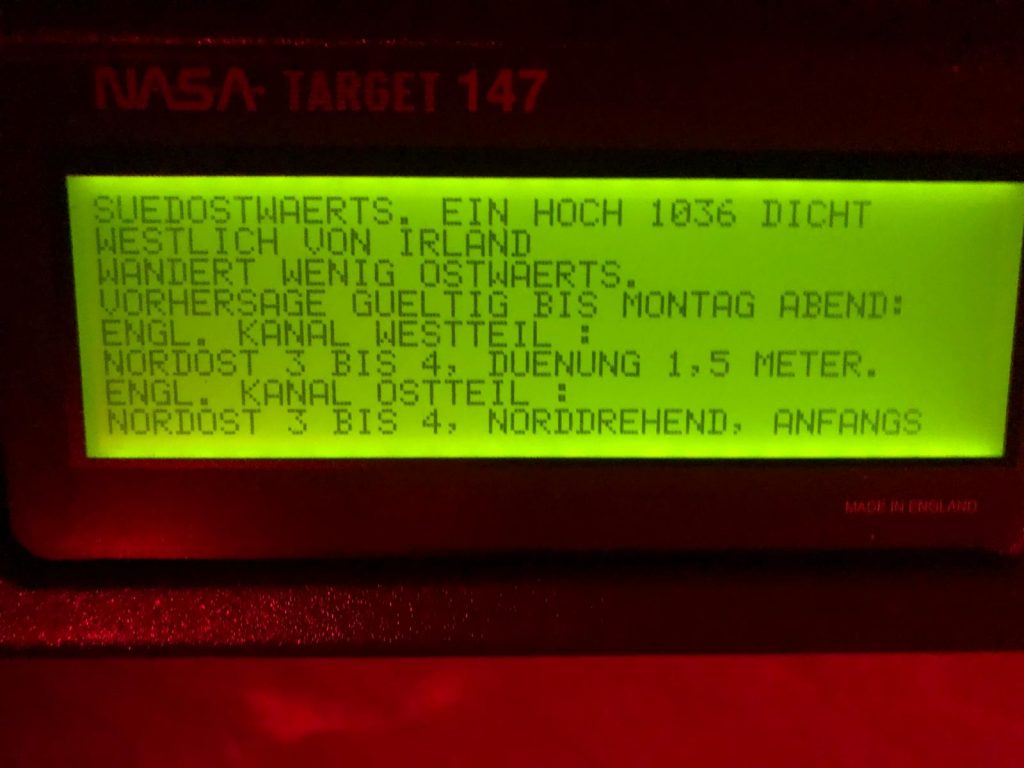 NASA TARGET 147
SUEDOSTWAERTS. EIN HOCH 1036 DICHT
WESTLICH VON IRLAND
WANDERT WENIG OSTWAERTS.
VORHERSAGE GUELTIG BIS MONTAG ABEND:
ENGL. KANAL WESTTEIL :
NORDOST 3 BIS 4, DUENUNG 1,5 METER.
ENGL. KANAL OSTTEIL :
NORDOST 3 BIS 4, NORDDREHEND, ANFANGS
MADE IN ENGLAND